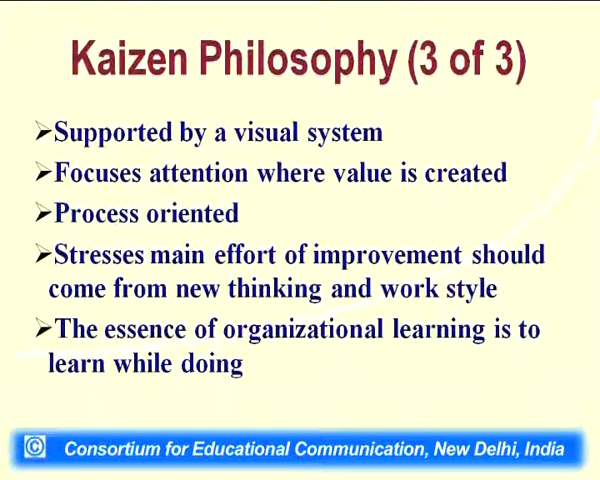 Kaizen Philosophy (3 of 3)
➢Supported by a visual system
➢Focuses attention where value is created
➢Process oriented
➢Stresses main effort of improvement should
come from new thinking and work style
➢The essence of organizational learning is to
learn while doing
© Consortium for Educational Communication, New Delhi, India